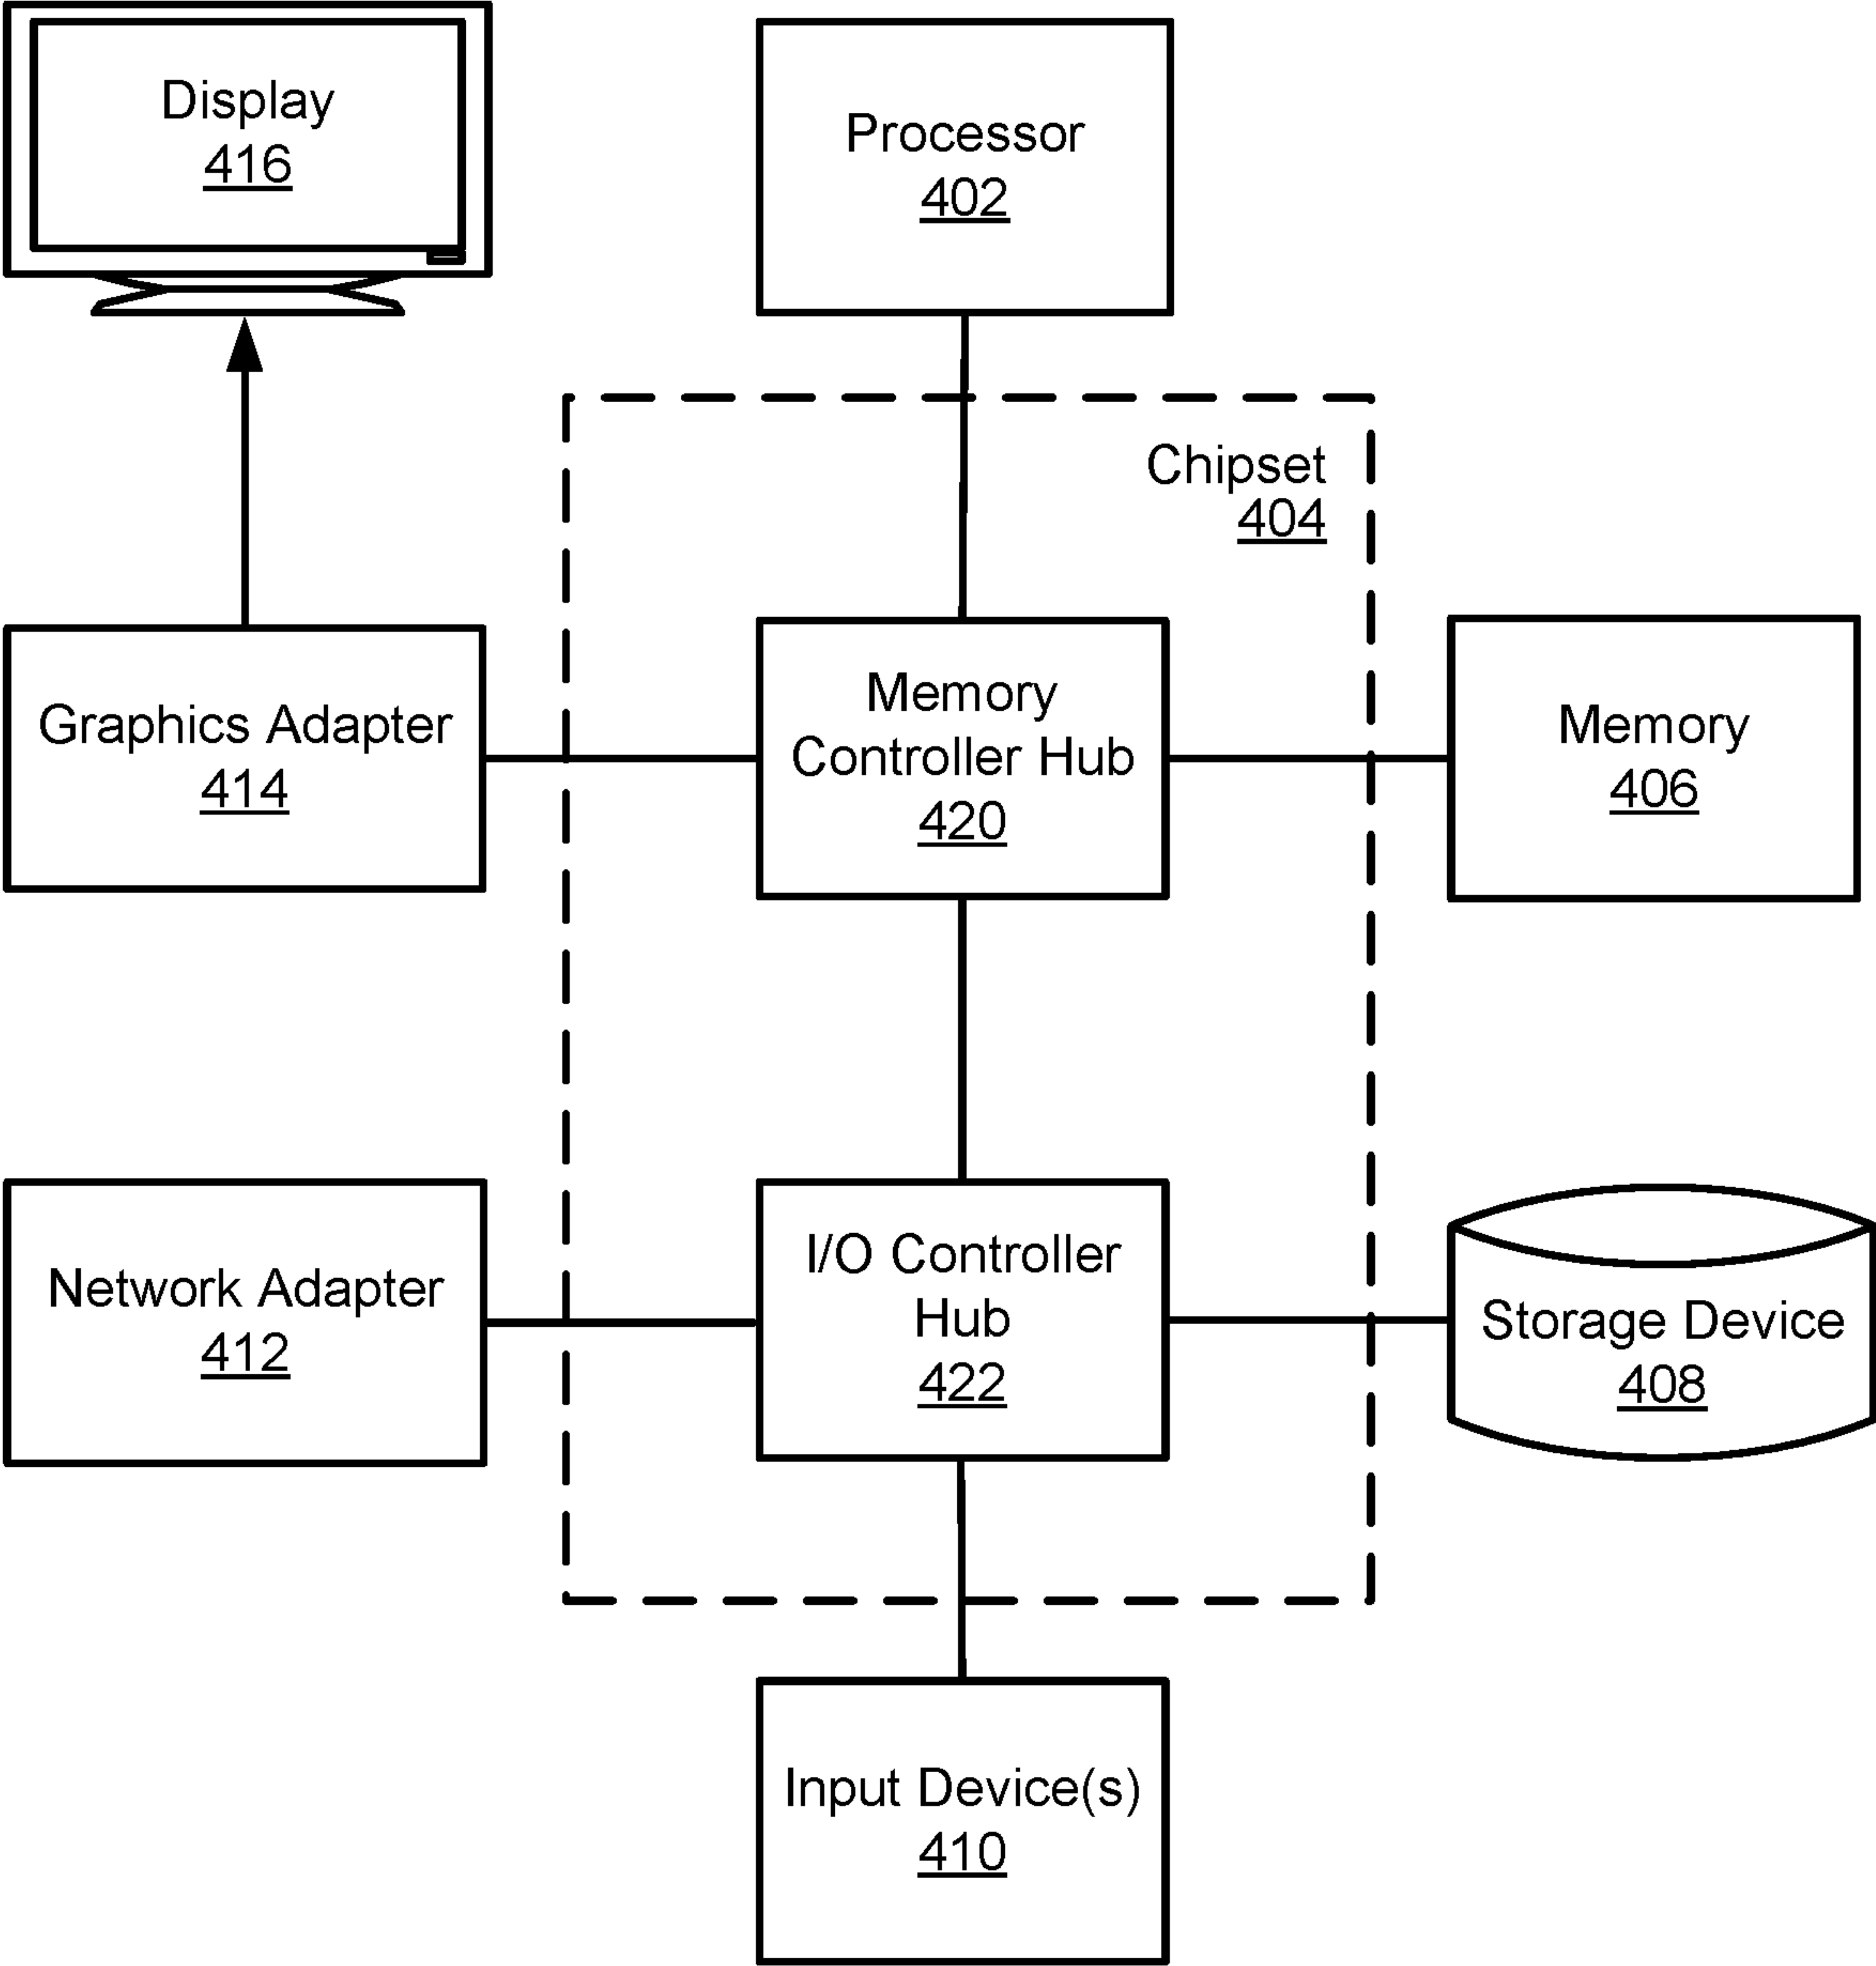 Display
416
Processor
402
Chipset
404
Graphics Adapter
414
Memory
Controller Hub
420
Memory
406
Network Adapter
412
I/O Controller
Hub
422
Storage Device
408
Input Device(s)
410